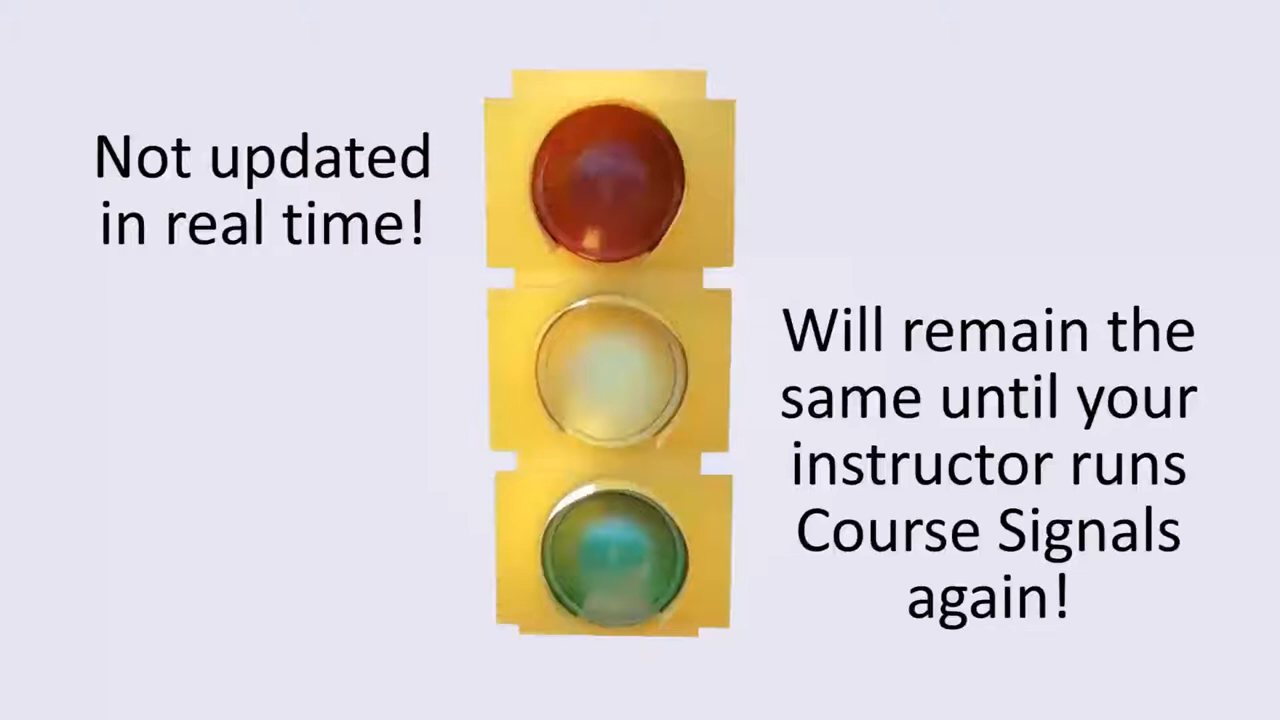 Not updated
in real time!
Will remain the
same until your
instructor runs
Course Signals
again!